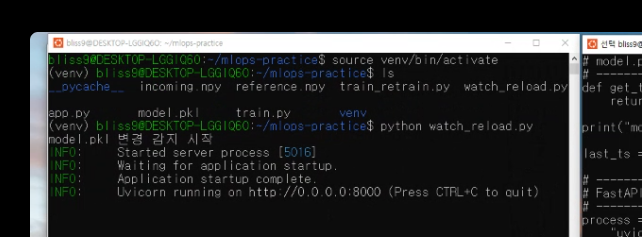 bliss9@DESKTOP-LGGIQ60: ~/mlops-practice
bliss9@DESKTOP-LGGIQ60:~/mlops-practice$ source venv/bin/activate
(venv) bliss9@DESKTOP-LGGIQ60:~/mlops-practice$ ls
__pycache__ incoming.npy reference.npy train_retrain.py watch_reload.py
app.py model.pkl train.py venv
(venv) bliss9@DESKTOP-LGGIQ60:~/mlops-practice$ python watch_reload.py
model.pkl 변경 감지 시작
INFO: Started server process [5016]
INFO: Waiting for application startup.
INFO: Application startup complete.
INFO: Uvicorn running on http://0.0.0.0:8000 (Press CTRL+C to quit)
선택 bliss9@
# model.p
# -------
def get_t
retur
print("mo
last_ts =
# -------
# FastAPI
# -------
process =
"uvic